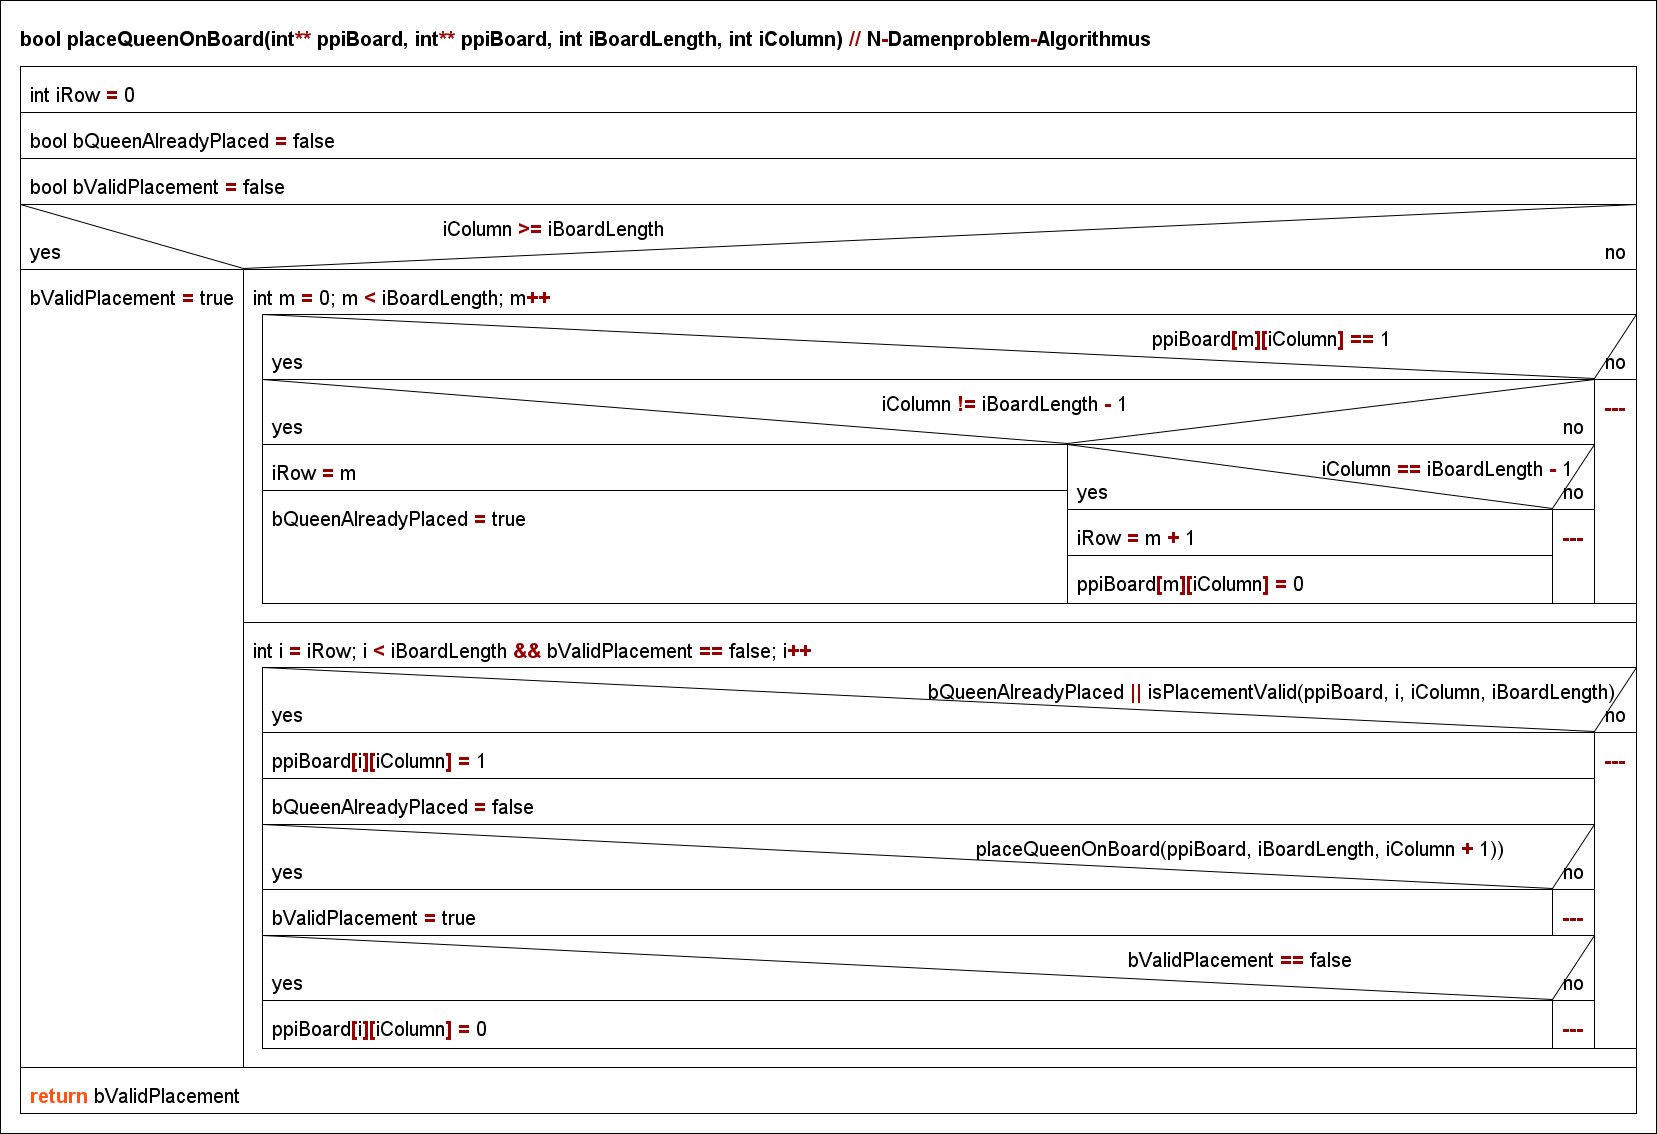 bool placeQueenOnBoard(int** ppiBoard, int** ppiBoard, int iBoardLength, int iColumn) // N-Damenproblem-Algorithmus
int iRow = 0
bool bQueenAlreadyPlaced = false
bool bValidPlacement = false
iColumn >= iBoardLength
yes no
bValidPlacement = true
int m = 0; m < iBoardLength; m++
ppiBoard[m][iColumn] == 1
yes no
iColumn != iBoardLength - 1
---
yes no
iRow = m
iColumn == iBoardLength - 1
yes no
bQueenAlreadyPlaced = true
iRow = m + 1
---
ppiBoard[m][iColumn] = 0
int i = iRow; i < iBoardLength && bValidPlacement == false; i++
bQueenAlreadyPlaced || isPlacementValid(ppiBoard, i, iColumn, iBoardLength)
yes no
ppiBoard[i][iColumn] = 1
---
bQueenAlreadyPlaced = false
placeQueenOnBoard(ppiBoard, iBoardLength, iColumn + 1))
yes no
bValidPlacement = true
---
bValidPlacement == false
yes no
ppiBoard[i][iColumn] = 0
---
return bValidPlacement